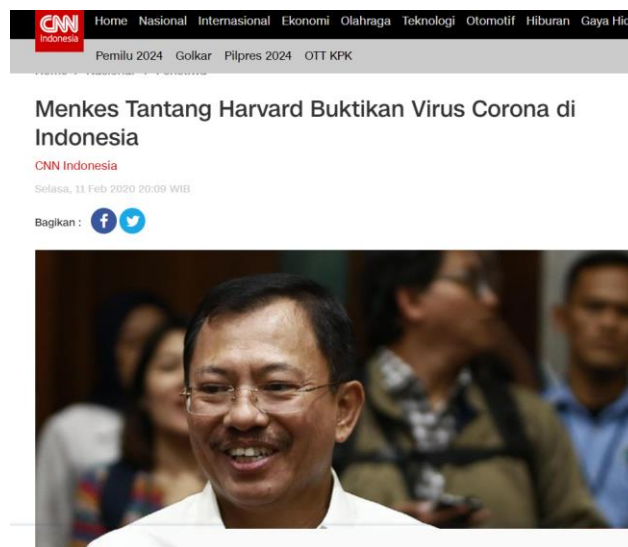 CNN
Indonesia
Home Nasional Internasional Ekonomi Olahraga Teknologi Otomotif Hiburan Gaya
Pemilu 2024 Golkar Pilpres 2024 OTT KPK
Menkes Tantang Harvard Buktikan Virus Corona di
Indonesia
CNN Indonesia
Selasa, 11 Feb 2020 20:09 WIB
Bagikan :